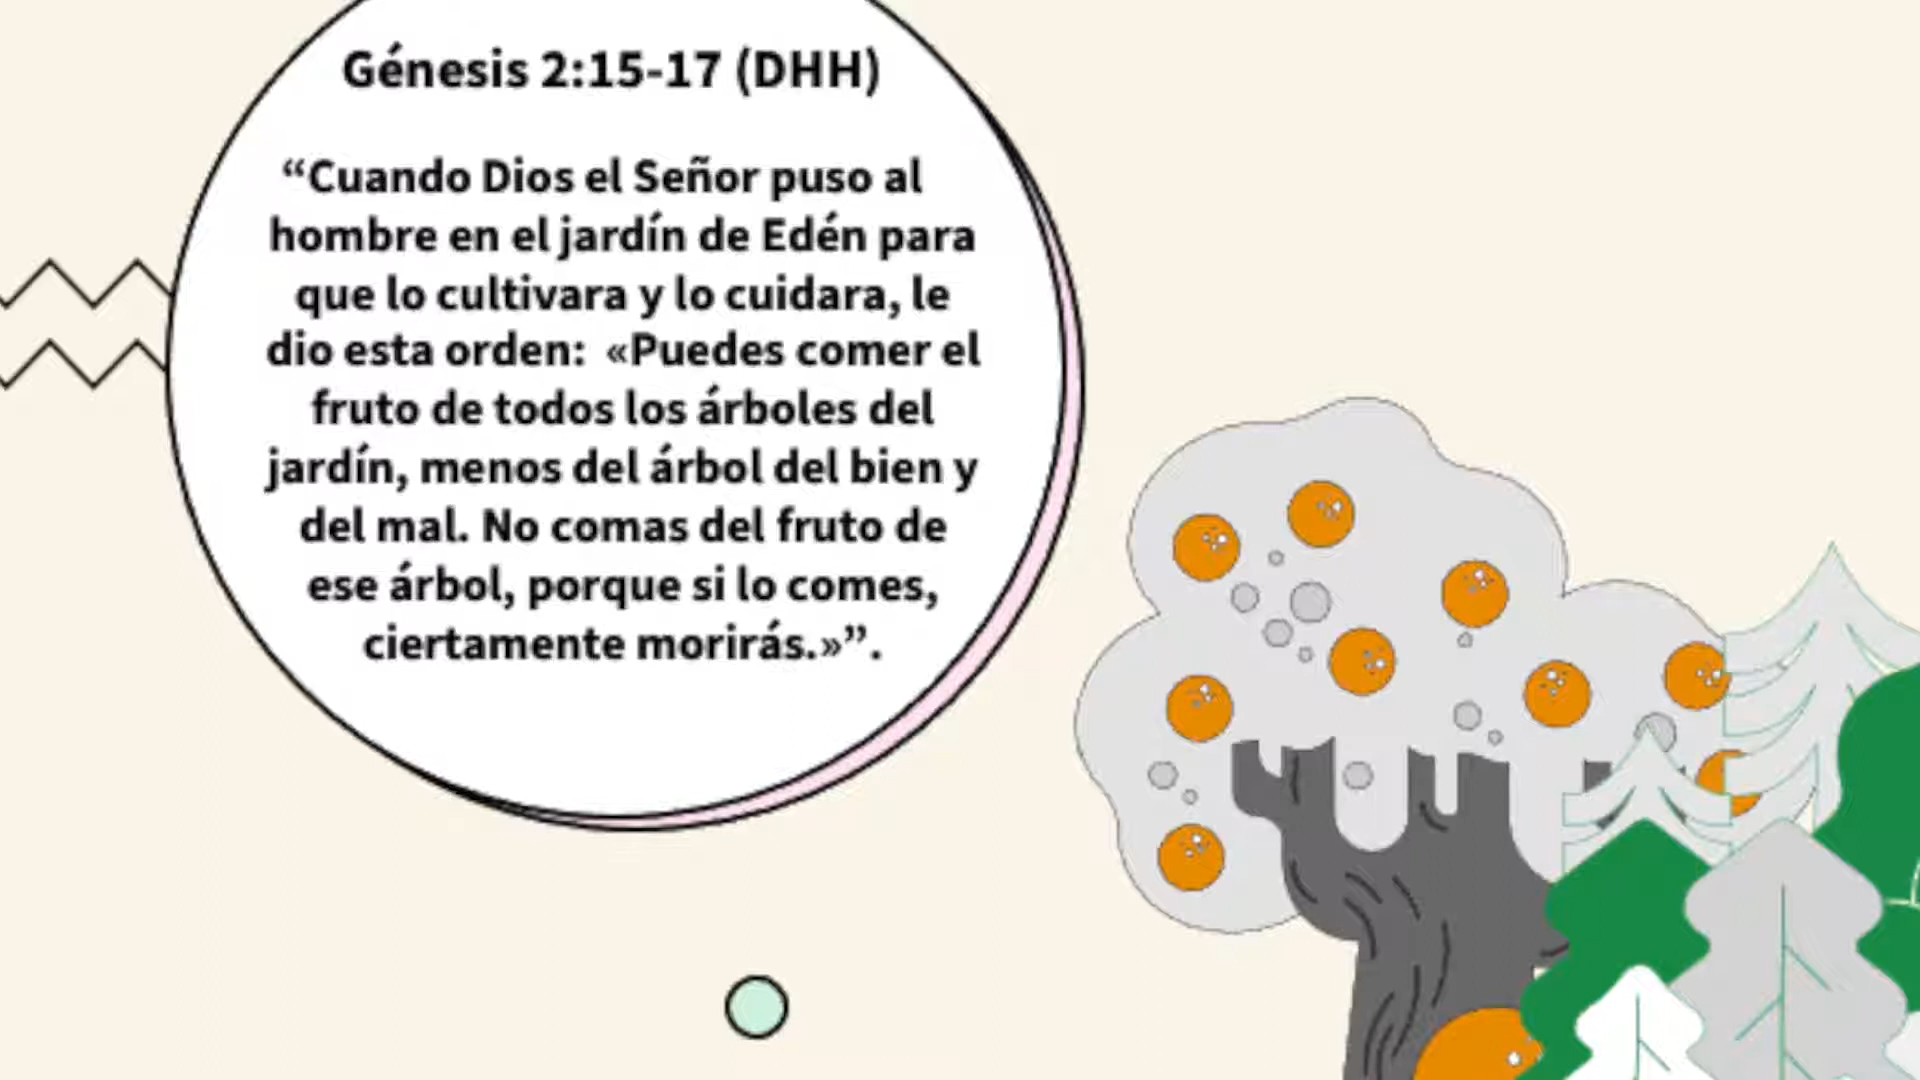 Génesis 2:15-17 (DHH)
“Cuando Dios el Señor puso al
hombre en el jardín de Edén para
que lo cultivara y lo cuidara, le
dio esta orden:  «Puedes comer el
fruto de todos los árboles del
jardín, menos del árbol del bien y
del mal. No comas del fruto de
ese árbol, porque si lo comes,
ciertamente morirás.»”.